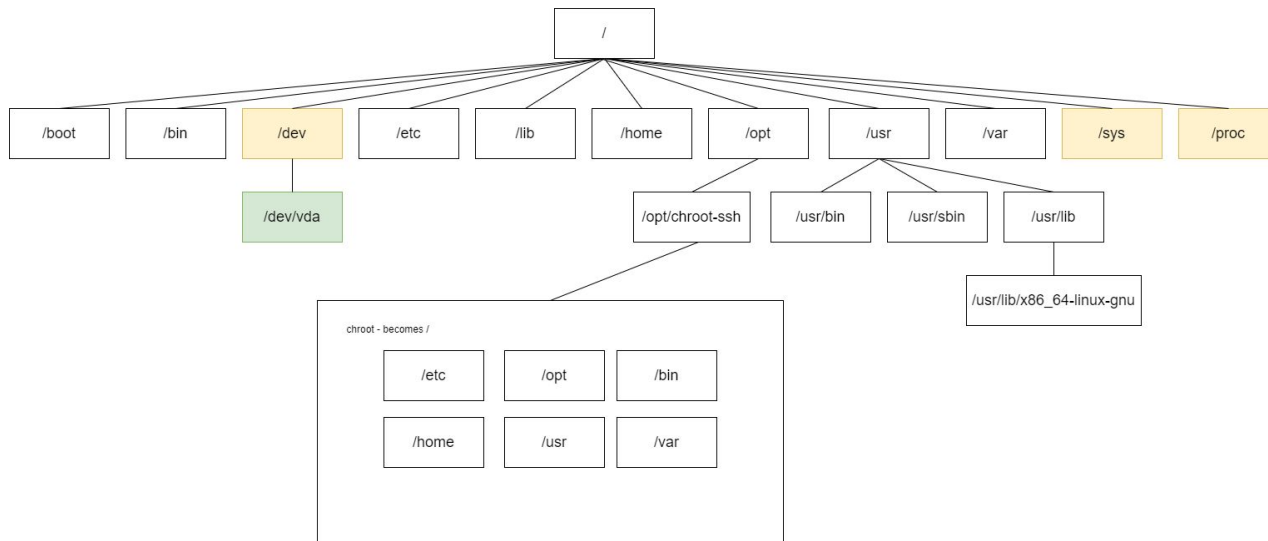 /
/boot
/bin
/dev
/etc
/lib
/home
/opt
/usr
/var
/sys
/proc
/dev/vda
/opt/chroot-ssh
/usr/bin
/usr/sbin
/usr/lib
/usr/lib/x86_64-linux-gnu
chroot - becomes /
/etc
/opt
/bin
/home
/usr
/var